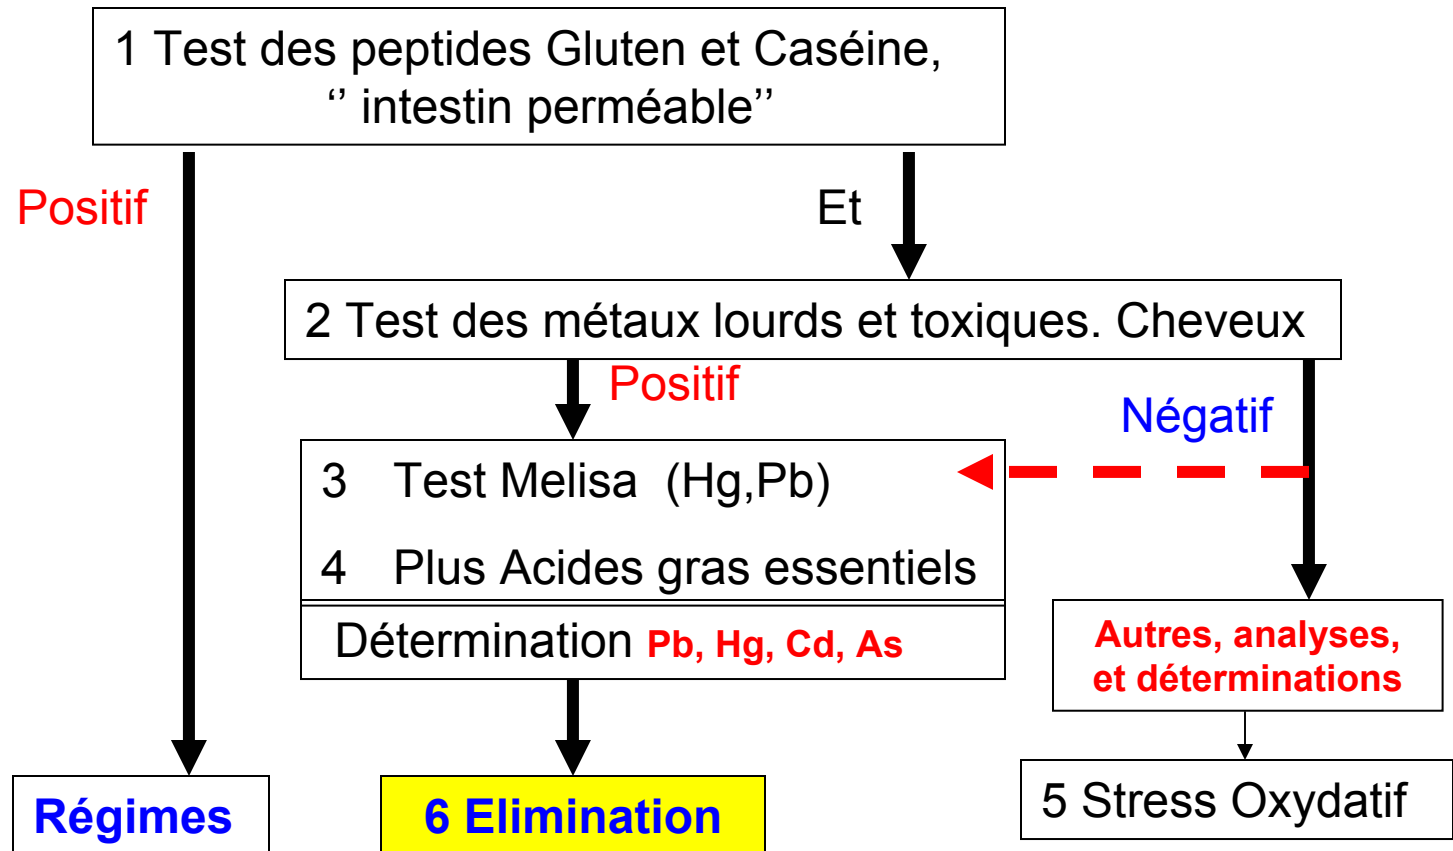 1 Test des peptides Gluten et Caséine,
‘’ intestin perméable’’
Positif
Et
2 Test des métaux lourds et toxiques. Cheveux
Positif
Négatif
3 Test Melisa (Hg,Pb)
4 Plus Acides gras essentiels
Détermination Pb, Hg, Cd, As
Autres, analyses,
et déterminations
Régimes
6 Elimination
5 Stress Oxydatif